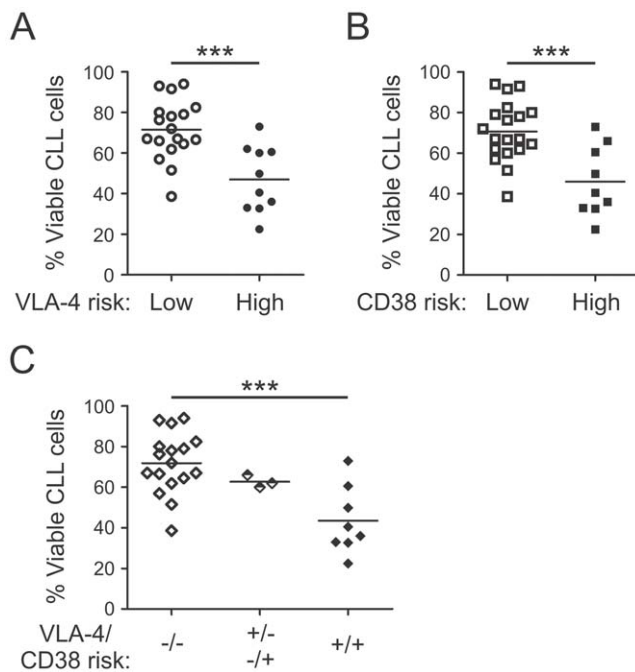 A
***
% Viable CLL cells
100
80
60
40
20
0
VLA-4 risk: Low High
B
***
% Viable CLL cells
100
80
60
40
20
0
CD38 risk: Low High
C
***
% Viable CLL cells
100
80
60
40
20
0
VLA-4/ +/-
-/- +/+
CD38 risk: -/+